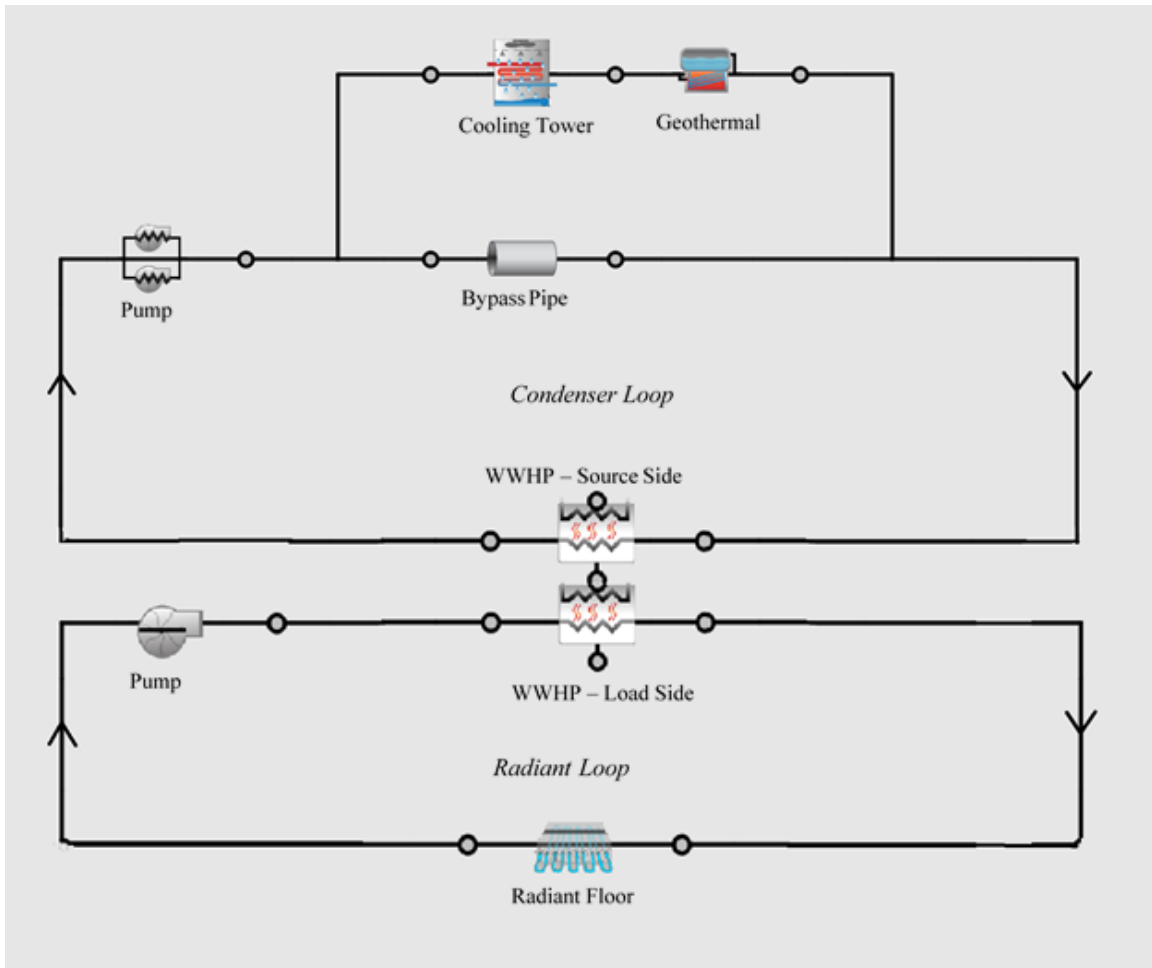 Cooling Tower
Geothermal
Pump
Bypass Pipe
Condenser Loop
WWHP – Source Side
Pump
WWHP – Load Side
Radiant Loop
Radiant Floor